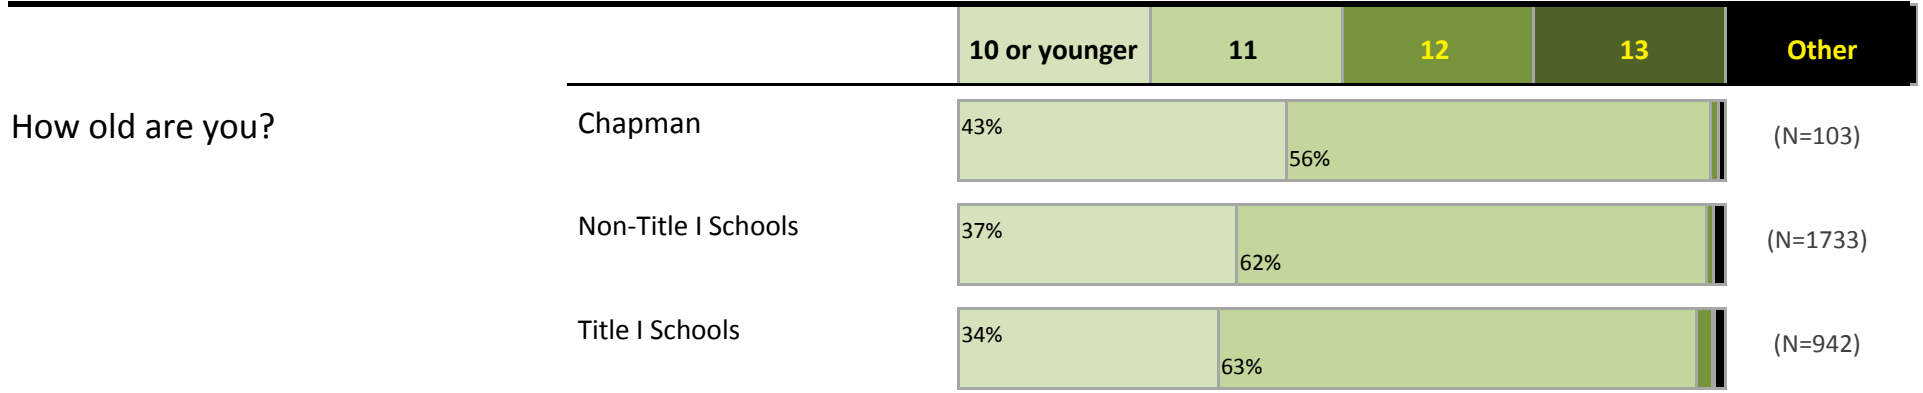 10 or younger 11 12 13 Other
How old are you? Chapman 43% 56% (N=103)
Non-Title I Schools 37% 62% (N=1733)
Title I Schools 34% 63% (N=942)